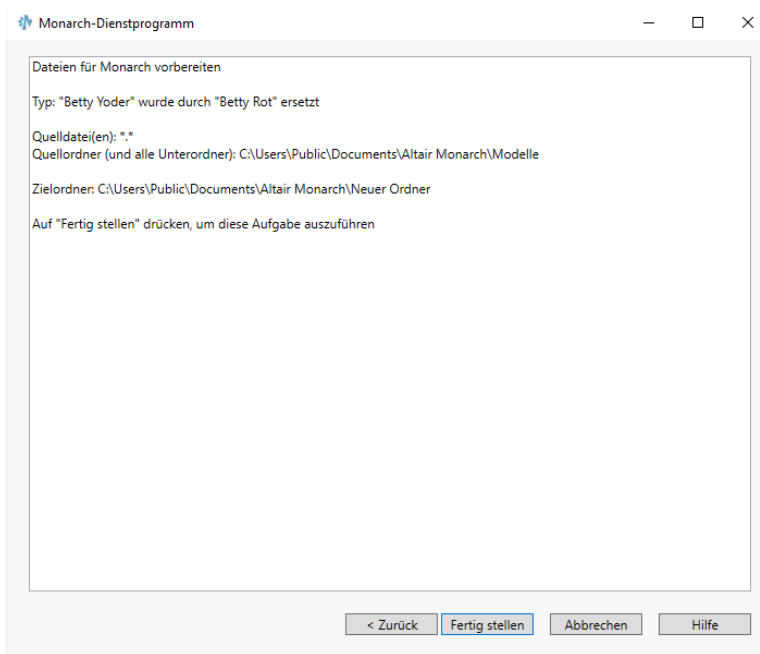 Monarch-Dienstprogramm
Dateien für Monarch vorbereiten
Typ: "Betty Yoder" wurde durch "Betty Rot" ersetzt
Quelldatei(en): *.*
Quellordner (und alle Unterordner): C:\Users\Public\Documents\Altair Monarch\Modelle
Zielordner: C:\Users\Public\Documents\Altair Monarch\Neuer Ordner
Auf "Fertig stellen" drücken, um diese Aufgabe auszuführen
< Zurück Fertig stellen Abbrechen Hilfe